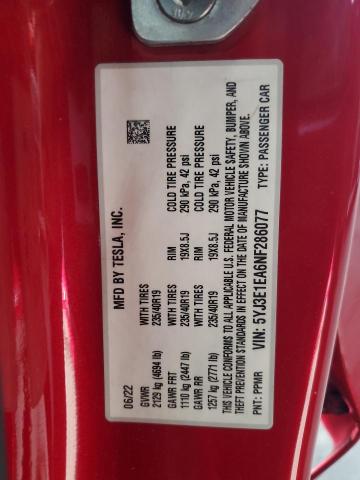 MFD BY TESLA, INC.
06/22
GVWR WITH TIRES RIM COLD TIRE PRESSURE
2129 kg (4694 lb) 235/40R19 19X8.5J 290 kPa, 42 psi
GAWR FRT WITH TIRES RIM COLD TIRE PRESSURE
1110 kg (2447 lb) 235/40R19 19X8.5J 290 kPa, 42 psi
GAWR RR
1257 kg (2771 lb)
THIS VEHICLE CONFORMS TO ALL APPLICABLE U.S. FEDERAL MOTOR VEHICLE SAFETY, BUMPER, AND
THEFT PREVENTION STANDARDS IN EFFECT ON THE DATE OF MANUFACTURE SHOWN ABOVE.
VIN: 5YJ3E1EA6NF286077
PNT: PPMR TYPE: PASSENGER CAR